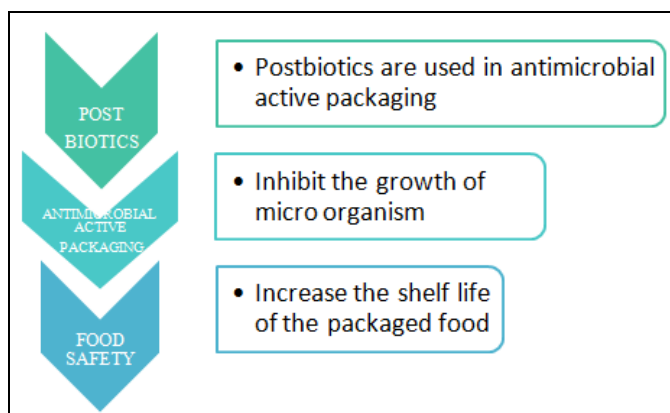 POST
BIOTICS
• Postbiotics are used in antimicrobial
active packaging
ANTIMICROBIAL
ACTIVE
PACKAGING
• Inhibit the growth of
micro organism
FOOD
SAFETY
• Increase the shelf life
of the packaged food